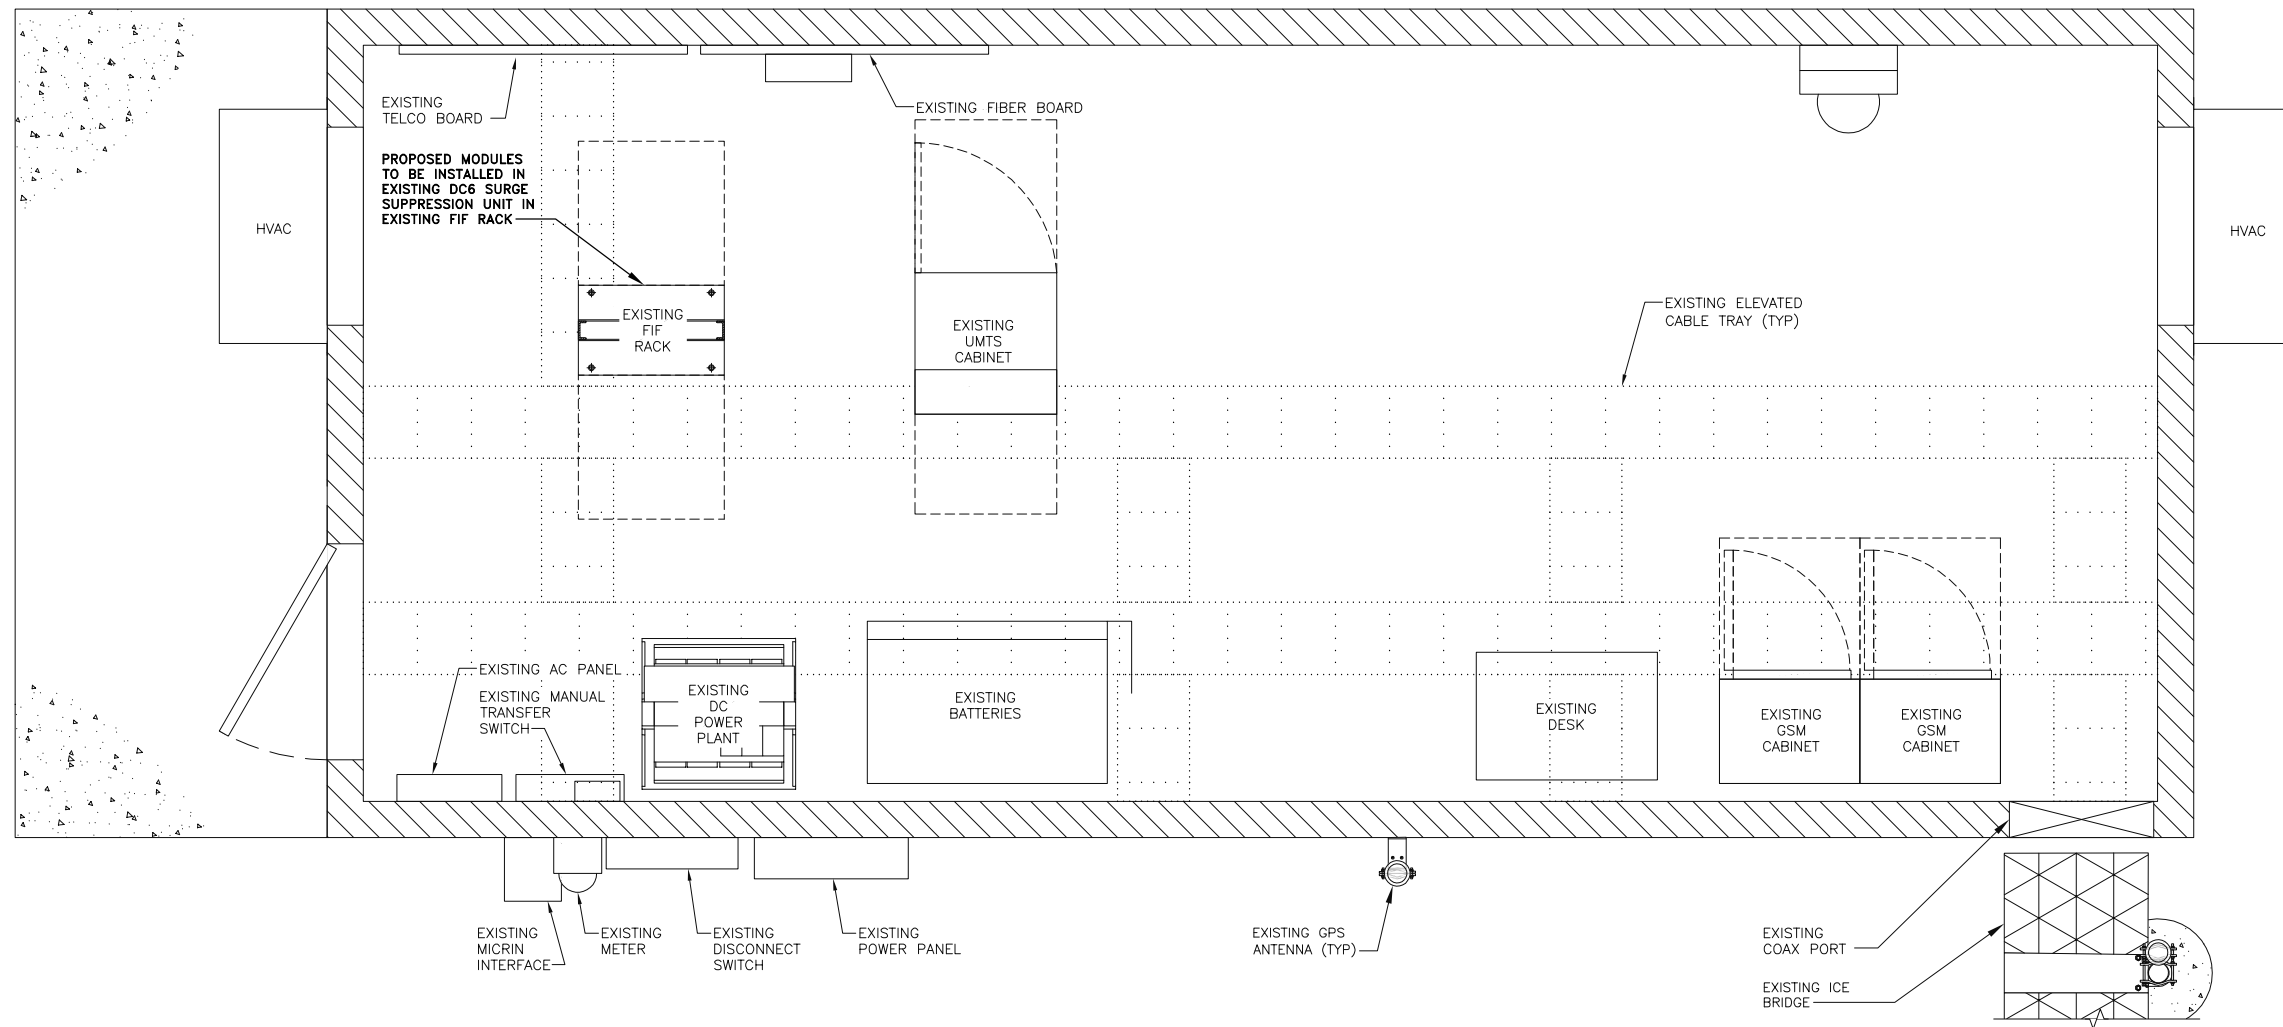 EXISTING
TELCO BOARD
EXISTING FIBER BOARD
PROPOSED MODULES
TO BE INSTALLED IN
EXISTING DC6 SURGE
SUPPRESSION UNIT IN
EXISTING FIF RACK
HVAC
HVAC
EXISTING
FIF
RACK
EXISTING
UMTS
CABINET
EXISTING ELEVATED
CABLE TRAY (TYP)
EXISTING AC PANEL
EXISTING MANUAL
TRANSFER
SWITCH
EXISTING
DC
POWER
PLANT
EXISTING
BATTERIES
EXISTING
DESK
EXISTING
GSM
CABINET
EXISTING
GSM
CABINET
EXISTING
MICRIN
INTERFACE
EXISTING
METER
EXISTING
DISCONNECT
SWITCH
EXISTING
POWER PANEL
EXISTING GPS
ANTENNA (TYP)
EXISTING
COAX PORT
EXISTING ICE
BRIDGE